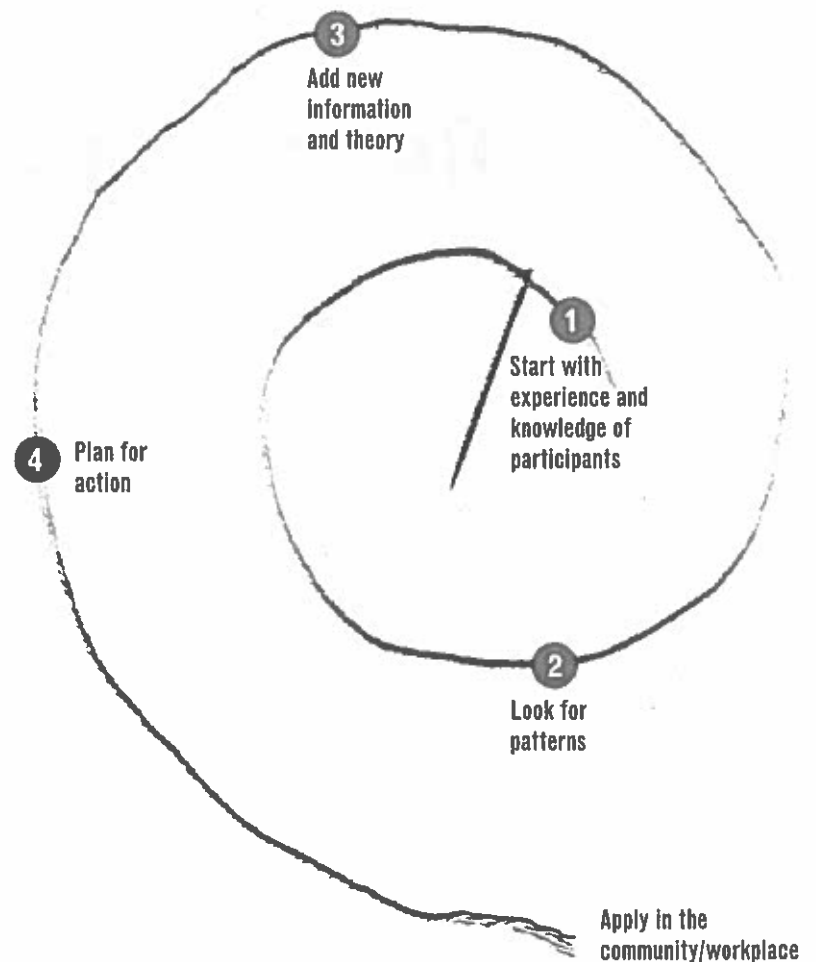 1
Start with
experience and
knowledge of
participants
2
Look for
patterns
3
Add new
information
and theory
4
Plan for
action
Apply in the
community/workplace